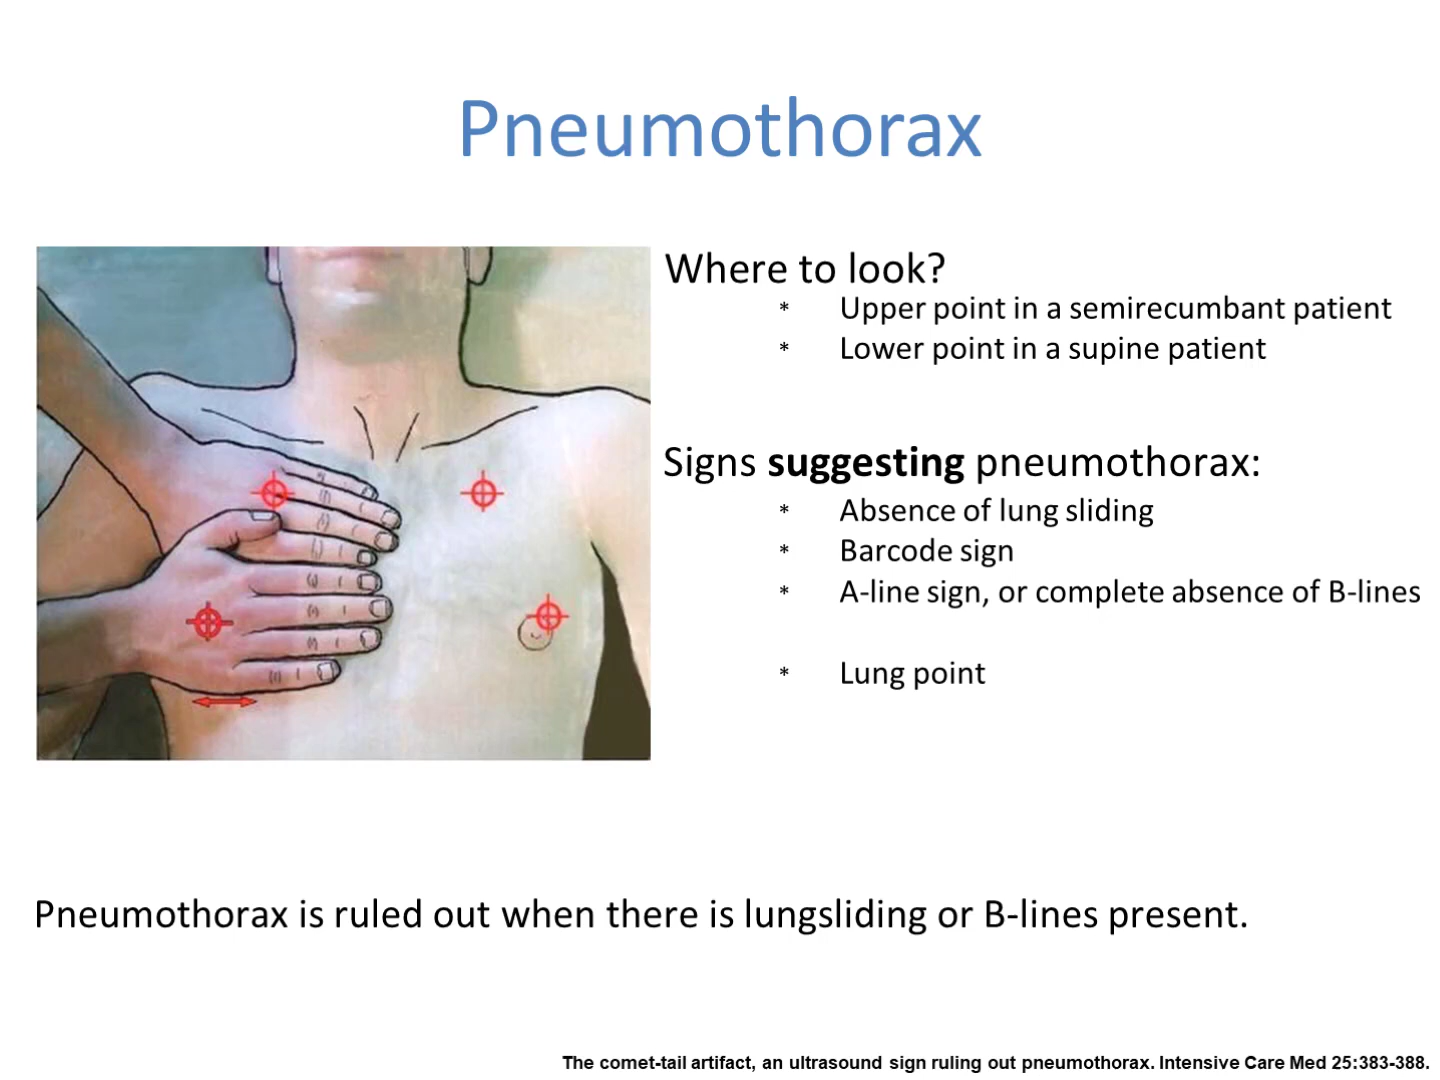 Pneumothorax
Where to look?
* Upper point in a semirecumbant patient
* Lower point in a supine patient
Signs suggesting pneumothorax:
* Absence of lung sliding
* Barcode sign
* A-line sign, or complete absence of B-lines
* Lung point
Pneumothorax is ruled out when there is lungsliding or B-lines present.
The comet-tail artifact, an ultrasound sign ruling out pneumothorax. Intensive Care Med 25:383-388.